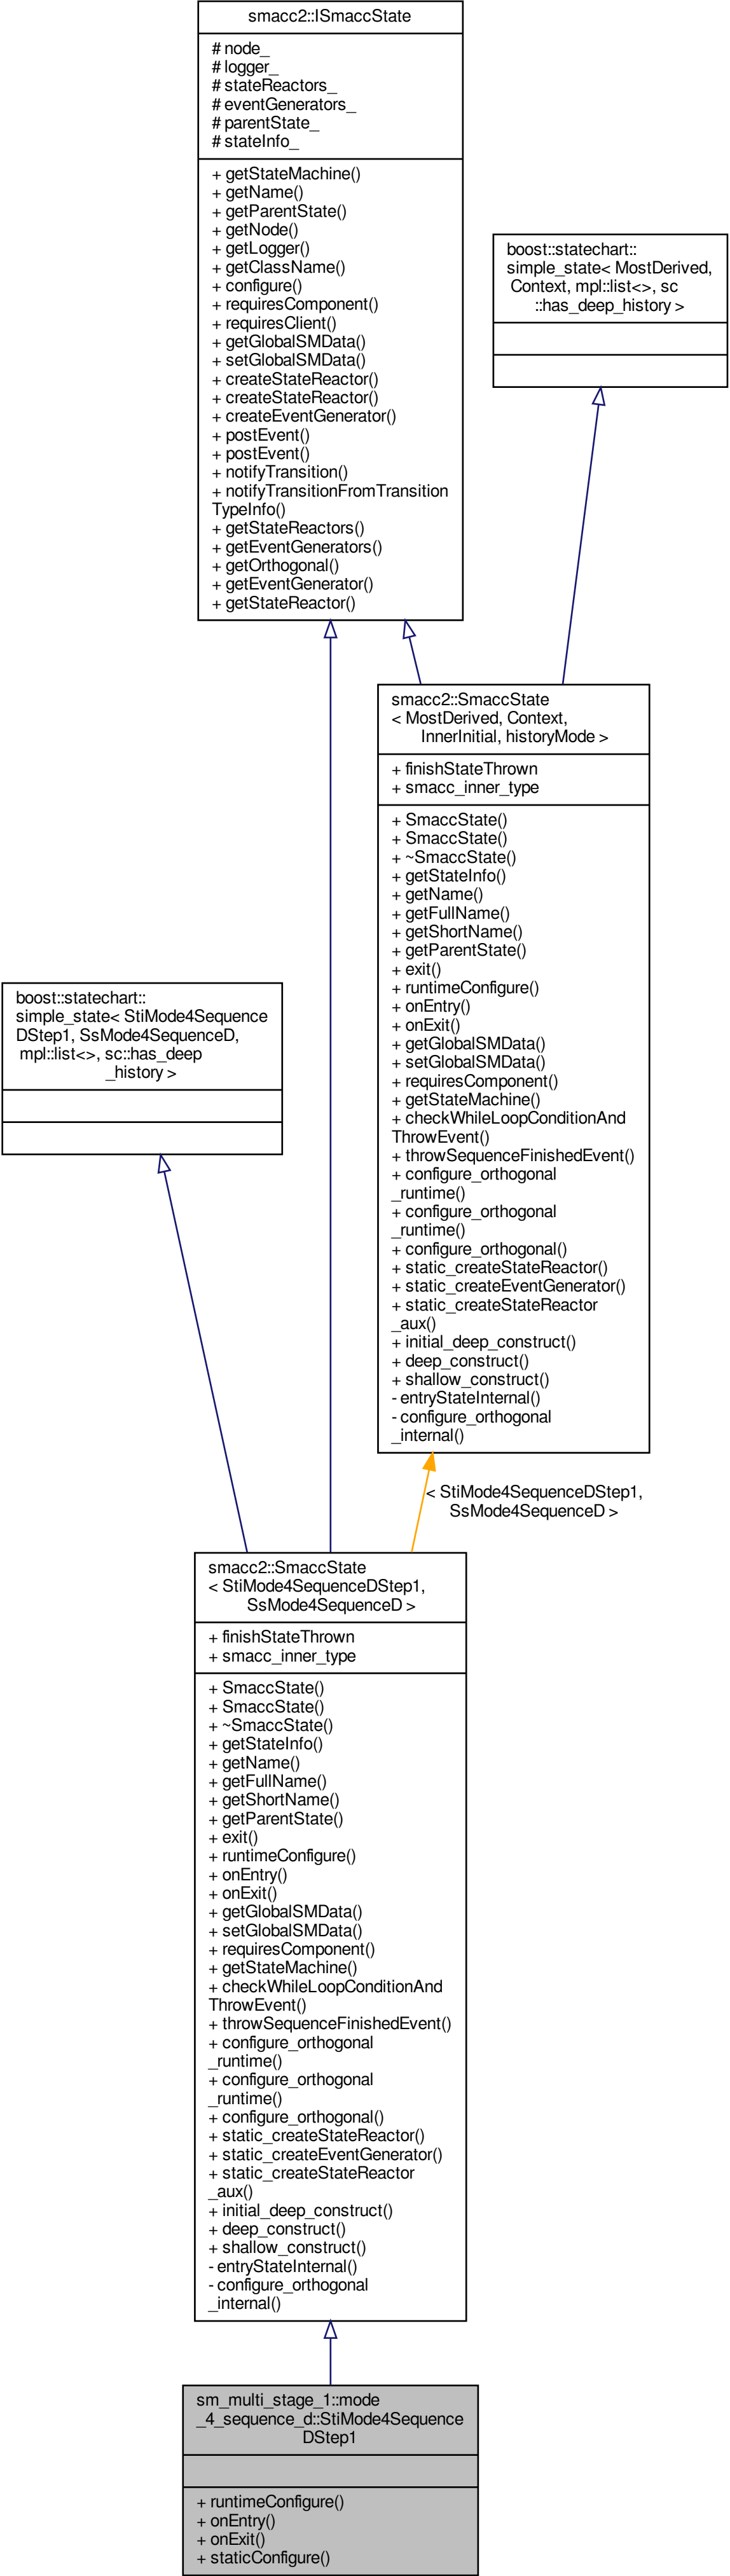 smacc2::ISmaccState
# node_
# logger_
# stateReactors_
# eventGenerators_
# parentState_
# stateInfo_
+ getStateMachine()
+ getName()
+ getParentState()
+ getNode()
+ getLogger()
+ getClassName()
+ configure()
+ requiresComponent()
+ requiresClient()
+ getGlobalSMData()
+ setGlobalSMData()
+ createStateReactor()
+ createStateReactor()
+ createEventGenerator()
+ postEvent()
+ postEvent()
+ notifyTransition()
+ notifyTransitionFromTransition
TypeInfo()
+ getStateReactors()
+ getEventGenerators()
+ getOrthogonal()
+ getEventGenerator()
+ getStateReactor()
boost::statechart::
simple_state< MostDerived,
Context, mpl::list<>, sc
::has_deep_history >
smacc2::SmaccState
< MostDerived, Context,
InnerInitial, historyMode >
+ finishStateThrown
+ smacc_inner_type
+ SmaccState()
+ SmaccState()
+ ~SmaccState()
+ getStateInfo()
+ getName()
+ getFullName()
+ getShortName()
+ getParentState()
+ exit()
+ runtimeConfigure()
+ onEntry()
+ onExit()
+ getGlobalSMData()
+ setGlobalSMData()
+ requiresComponent()
+ getStateMachine()
+ checkWhileLoopConditionAnd
ThrowEvent()
+ throwSequenceFinishedEvent()
+ configure_orthogonal
_runtime()
+ configure_orthogonal
_runtime()
+ configure_orthogonal()
+ static_createStateReactor()
+ static_createEventGenerator()
+ static_createStateReactor
_aux()
+ initial_deep_construct()
+ deep_construct()
+ shallow_construct()
- entryStateInternal()
- configure_orthogonal
_internal()
boost::statechart::
simple_state< StiMode4Sequence
DStep1, SsMode4SequenceD,
mpl::list<>, sc::has_deep
_history >
< StiMode4SequenceDStep1,
SsMode4SequenceD >
smacc2::SmaccState
< StiMode4SequenceDStep1,
SsMode4SequenceD >
+ finishStateThrown
+ smacc_inner_type
+ SmaccState()
+ SmaccState()
+ ~SmaccState()
+ getStateInfo()
+ getName()
+ getFullName()
+ getShortName()
+ getParentState()
+ exit()
+ runtimeConfigure()
+ onEntry()
+ onExit()
+ getGlobalSMData()
+ setGlobalSMData()
+ requiresComponent()
+ getStateMachine()
+ checkWhileLoopConditionAnd
ThrowEvent()
+ throwSequenceFinishedEvent()
+ configure_orthogonal
_runtime()
+ configure_orthogonal
_runtime()
+ configure_orthogonal()
+ static_createStateReactor()
+ static_createEventGenerator()
+ static_createStateReactor
_aux()
+ initial_deep_construct()
+ deep_construct()
+ shallow_construct()
- entryStateInternal()
- configure_orthogonal
_internal()
sm_multi_stage_1::mode
_4_sequence_d::StiMode4Sequence
DStep1
+ runtimeConfigure()
+ onEntry()
+ onExit()
+ staticConfigure()